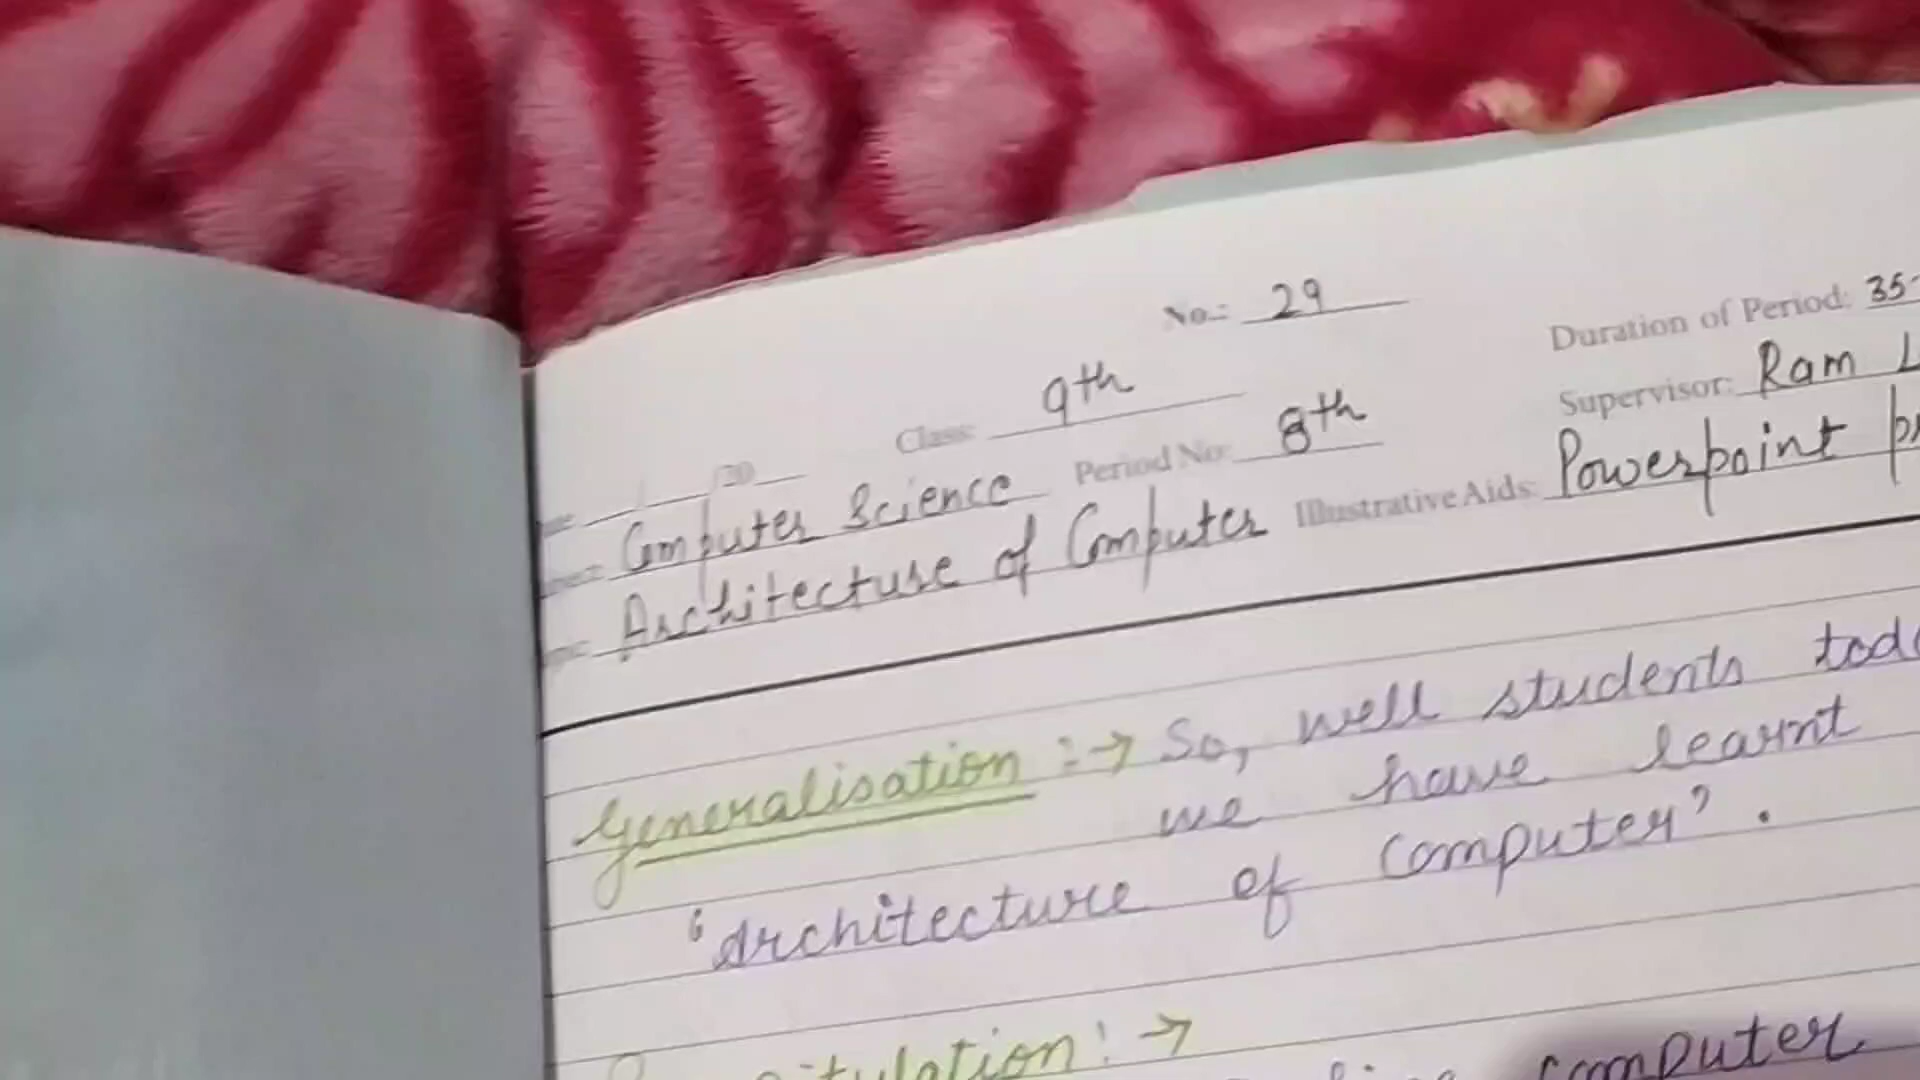 No.: 29
Class: 9th
Duration of Period: 35
/20
Period No: 8th
Supervisor: Ram
Computer Science
Illustrative Aids: Powerpoint
Architecture of Computer
Generalisation :→ So, well students
we have learnt
"architecture of computer".
computer